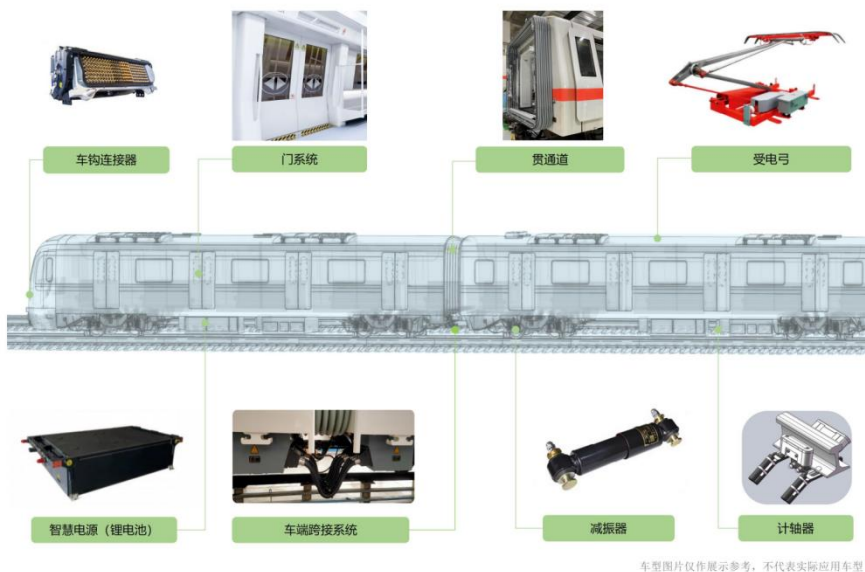 车钩连接器
门系统
贯通道
受电弓
智慧电源（锂电池）
车端跨接系统
减振器
计轴器
车型图片仅作展示参考，不代表实际应用车型